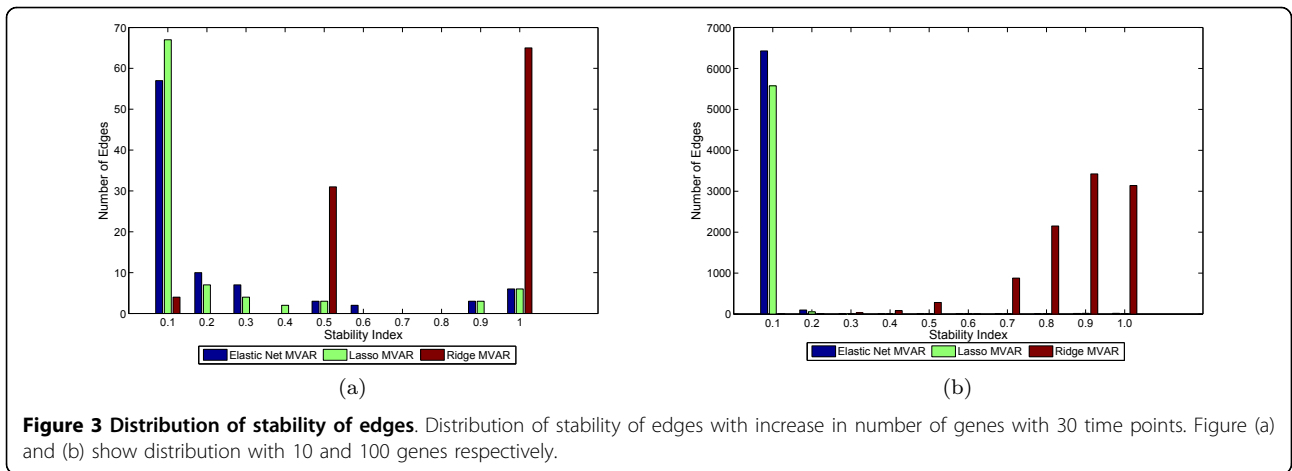 70
60
50
40
30
20
10
0
Number of Edges
0.1 0.2 0.3 0.4 0.5 0.6 0.7 0.8 0.9 1
Stability Index
Elastic Net MVAR Lasso MVAR Ridge MVAR
(a)
7000
6000
5000
4000
3000
2000
1000
0
Number of Edges
0.1 0.2 0.3 0.4 0.5 0.6 0.7 0.8 0.9 1.0
Stability Index
Elastic Net MVAR Lasso MVAR Ridge MVAR
(b)
Figure 3 Distribution of stability of edges. Distribution of stability of edges with increase in number of genes with 30 time points. Figure (a)
and (b) show distribution with 10 and 100 genes respectively.